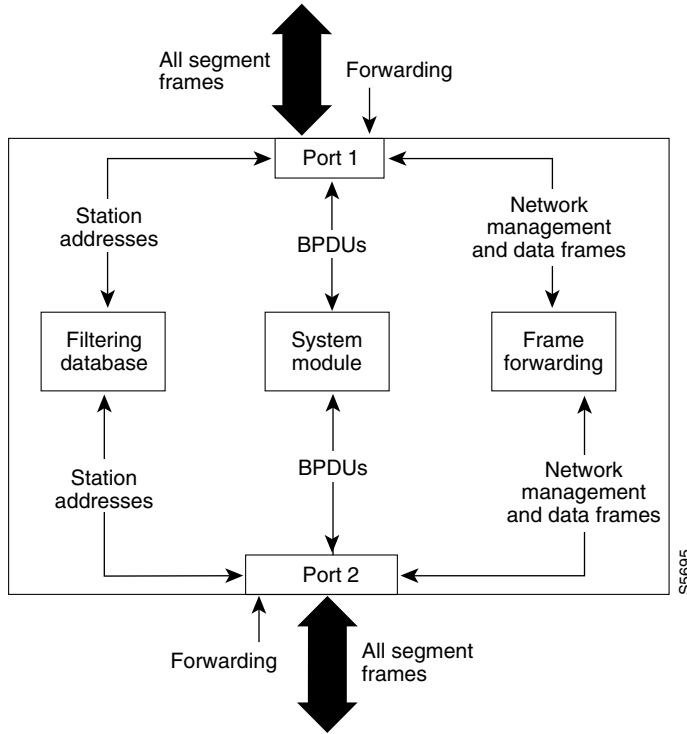 All segment
frames
Forwarding
Port 1
Station
addresses
BPDUs
Network
management
and data frames
Filtering
database
System
module
Frame
forwarding
Station
addresses
BPDUs
Network
management
and data frames
Port 2
Forwarding
All segment
frames
S5695